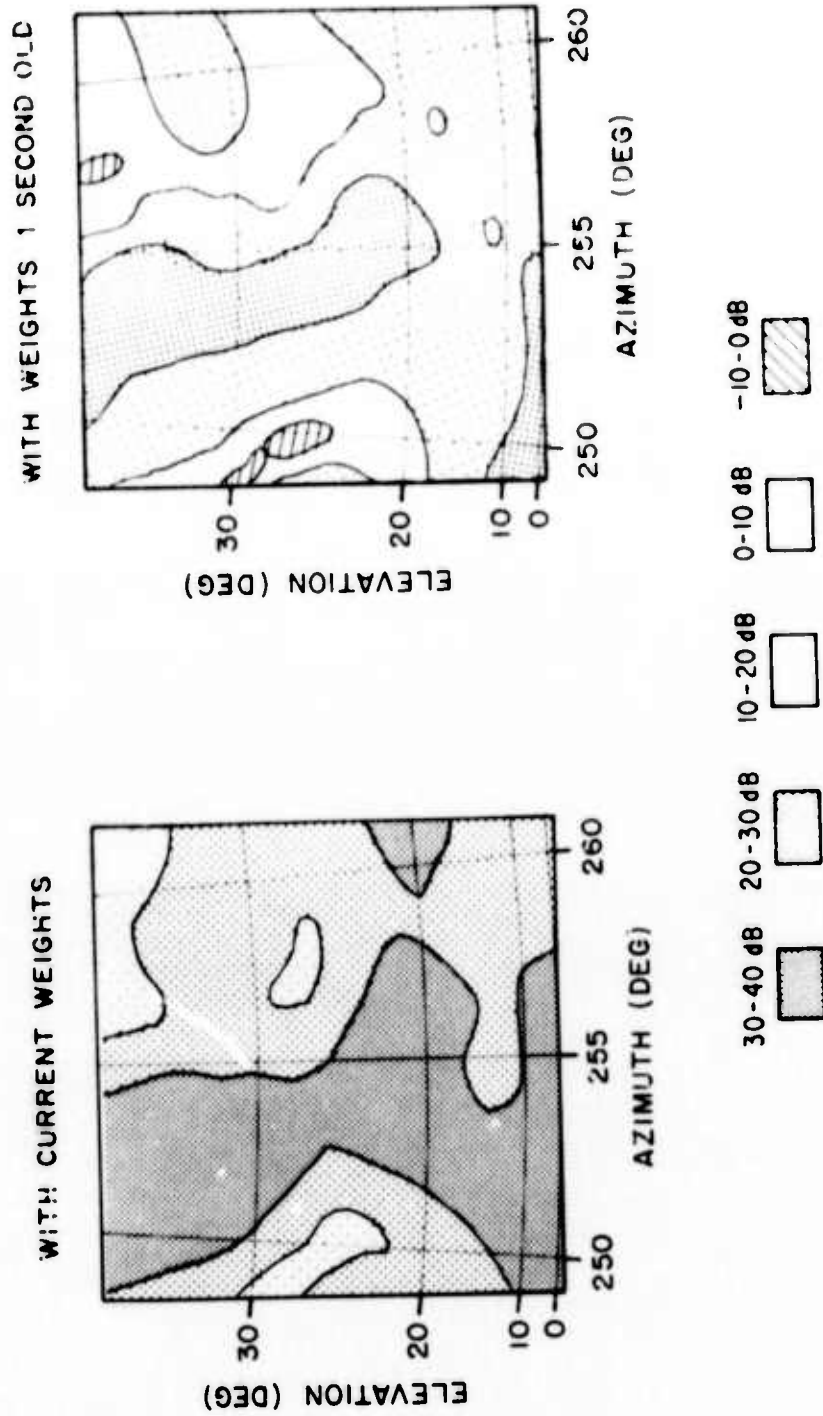 WITH CURRENT WEIGHTS
ELEVATION (DEG)
30
20
10
0
250
255
260
AZIMUTH (DEG)
WITH WEIGHTS 1 SECOND OLD
ELEVATION (DEG)
30
20
10
0
250
255
260
AZIMUTH (DEG)
30-40 dB
20-30 dB
10-20 dB
0-10 dB
-10-0 dB